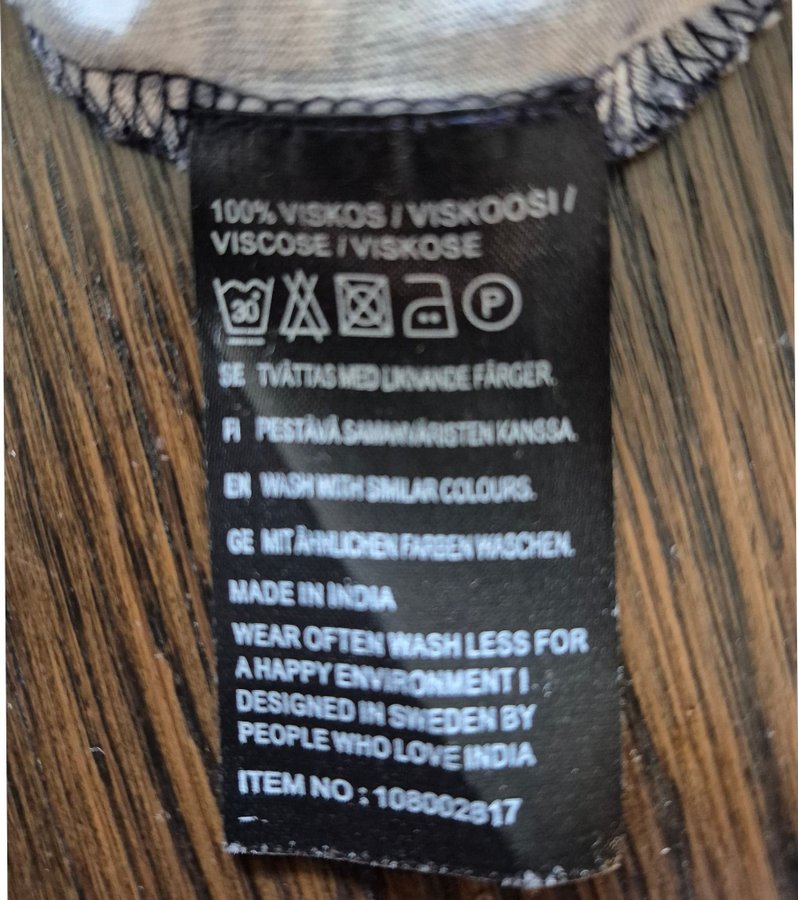 100% VISKOS / VISKOOSI /
VISCOSE / VISKOSE
30 P
SE TVÄTTAS MED LIKNANDE FÄRGER.
FI PESTÄVÄ SAMANVÄRISTEN KANSSA.
EN WASH WITH SIMILAR COLOURS.
GE MIT ÄHNLICHEN FARBEN WASCHEN.
MADE IN INDIA
WEAR OFTEN WASH LESS FOR
A HAPPY ENVIRONMENT I
DESIGNED IN SWEDEN BY
PEOPLE WHO LOVE INDIA
ITEM NO : 108002817